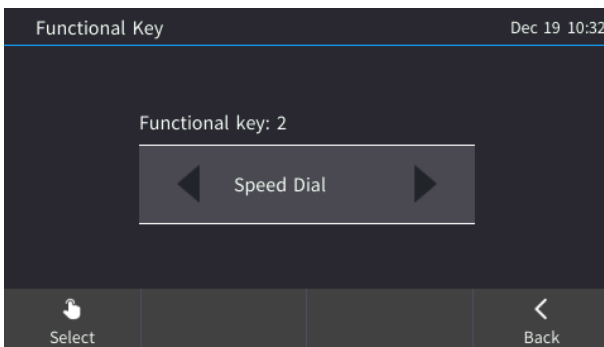 Functional Key Dec 19 10:32
Functional key: 2
Speed Dial
Select Back